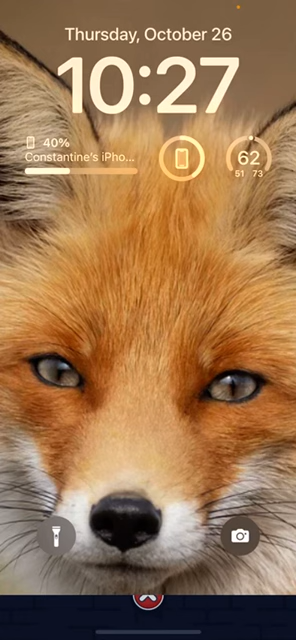 Thursday, October 26
10:27
40%
Constantine's iPho...
62
51 73